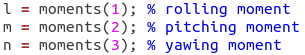 l = moments(1); % rolling moment
m = moments(2); % pitching moment
n = moments(3); % yawing moment